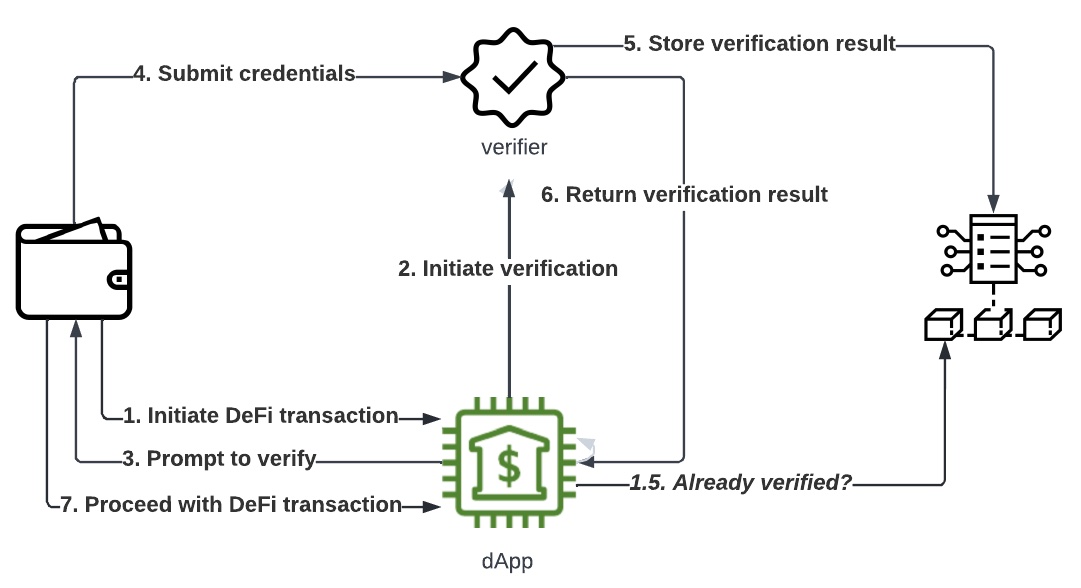 5. Store verification result
4. Submit credentials
verifier
6. Return verification result
2. Initiate verification
1. Initiate DeFi transaction
$
3. Prompt to verify
1.5. Already verified?
7. Proceed with DeFi transaction
dApp